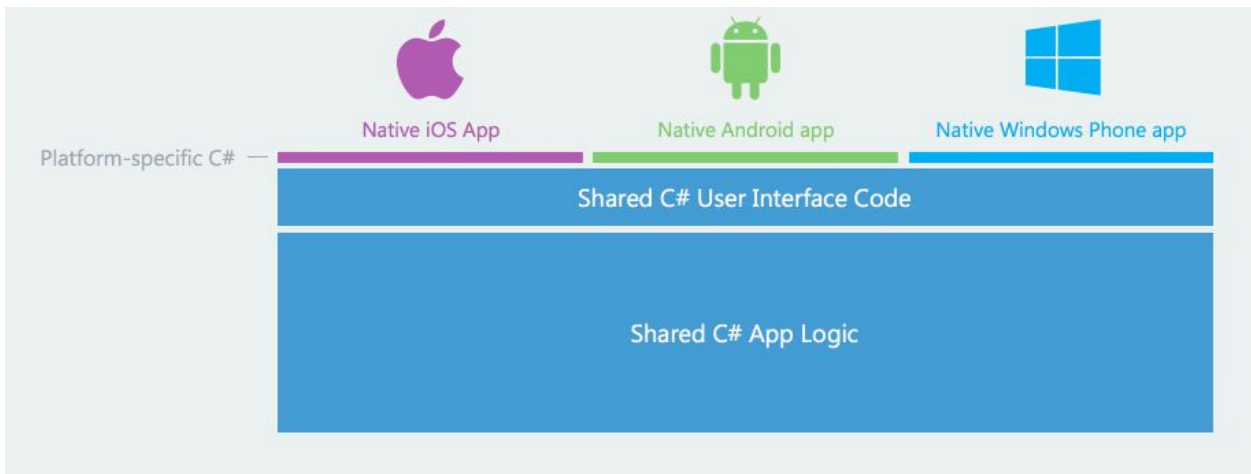 Native iOS App
Native Android app
Native Windows Phone app
Platform-specific C#
Shared C# User Interface Code
Shared C# App Logic